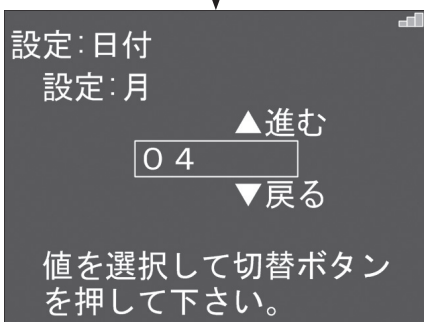 設定:日付
設定:月
▲進む
04
▼戻る
値を選択して切替ボタン
を押して下さい。